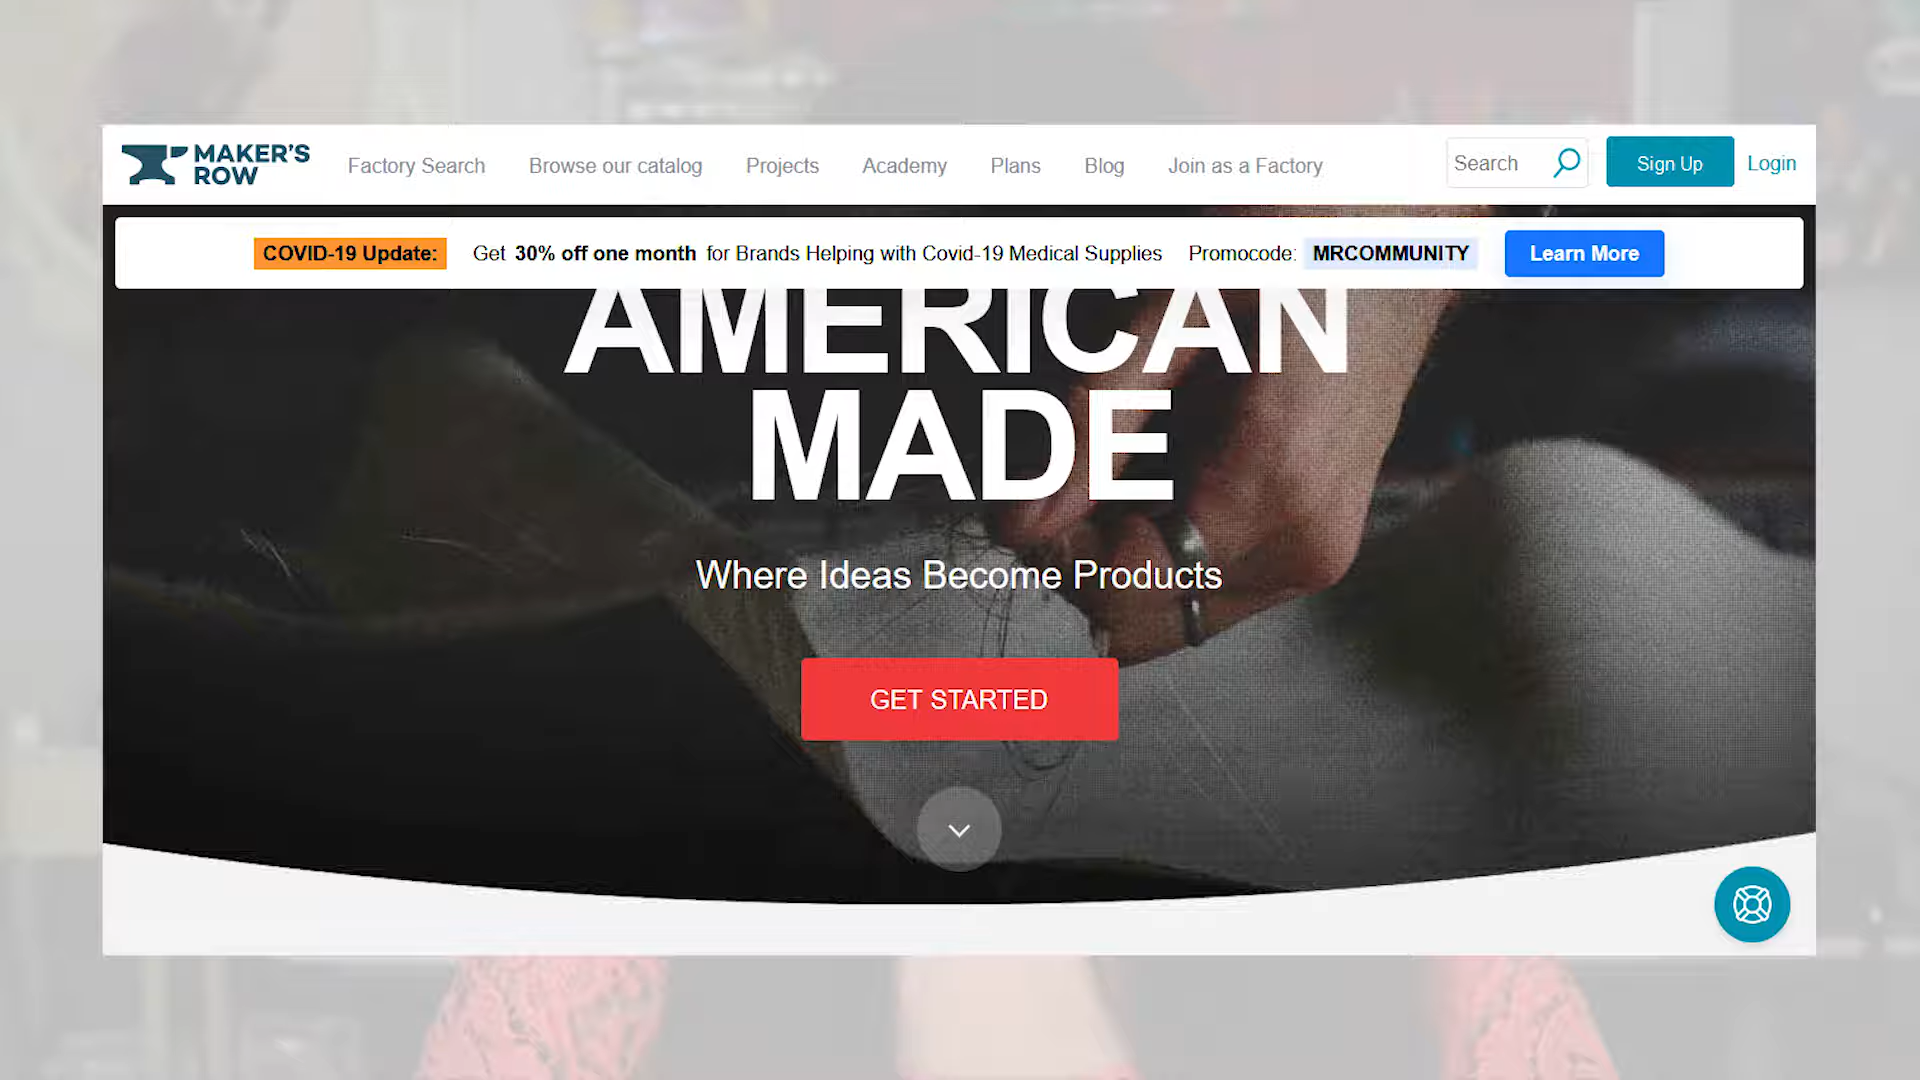 MAKER'S
ROW
Factory Search
Browse our catalog
Projects
Academy
Plans
Blog
Join as a Factory
Search
Sign Up
Login
COVID-19 Update: Get 30% off one month for Brands Helping with Covid-19 Medical Supplies Promocode: MRCOMMUNITY Learn More
AMERICAN
MADE
Where Ideas Become Products
GET STARTED